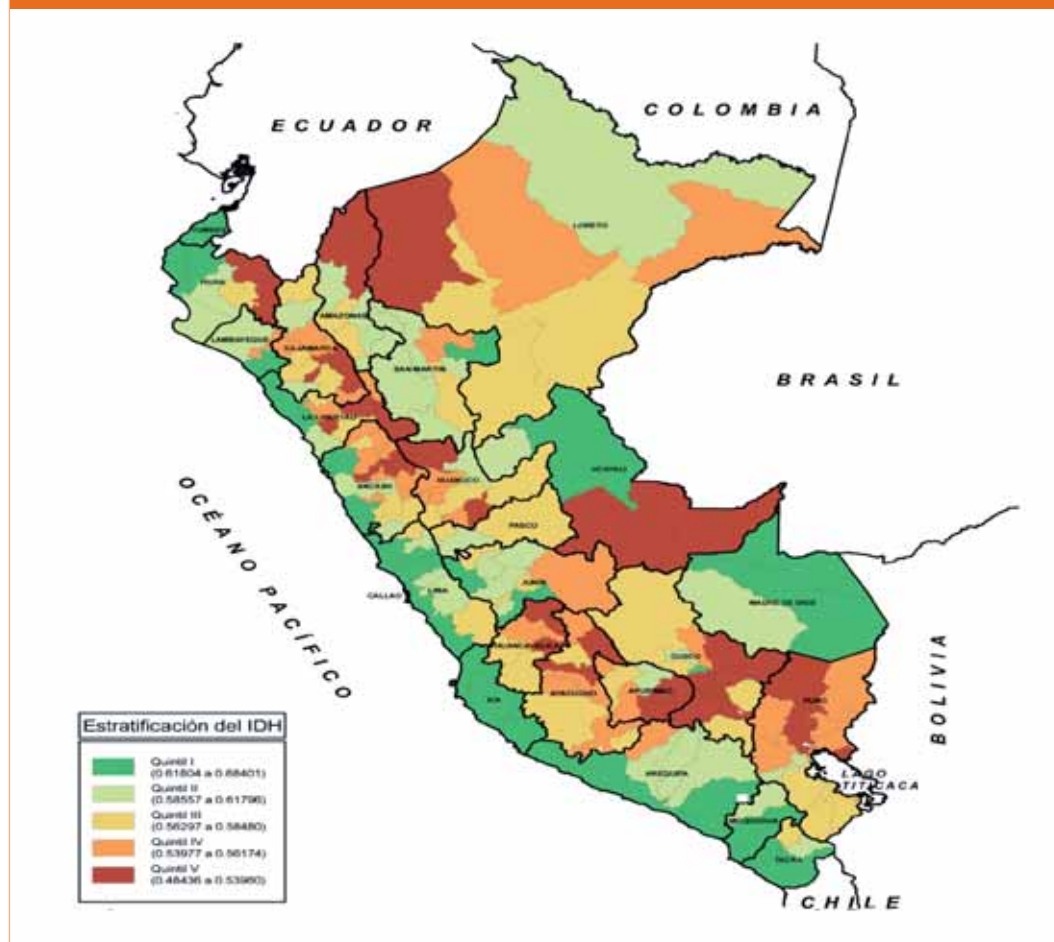 ECUADOR
COLOMBIA
LORETO
TUMBES
PIURA
AMAZONAS
LAMBAYEQUE
CAJAMARCA
SAN MARTIN
BRASIL
LA LIBERTAD
UCAYALI
ANCASH
HUANUCO
OCÉANO PACÍFICO
PASCO
JUNIN
CALLAO
LIMA
MADRE DE DIOS
HUANCAVELICA
CUSCO
BOLIVIA
ICA
AYACUCHO
APURIMAC
PUNO
AREQUIPA
LAGO
TITICACA
MOQUEGUA
TACNA
CHILE
Estratificación del IDH
Quintil I
(0.61804 a 0.68401)
Quintil II
(0.58557 a 0.61796)
Quintil III
(0.56297 a 0.58480)
Quintil IV
(0.53977 a 0.56174)
Quintil V
(0.48436 a 0.53960)